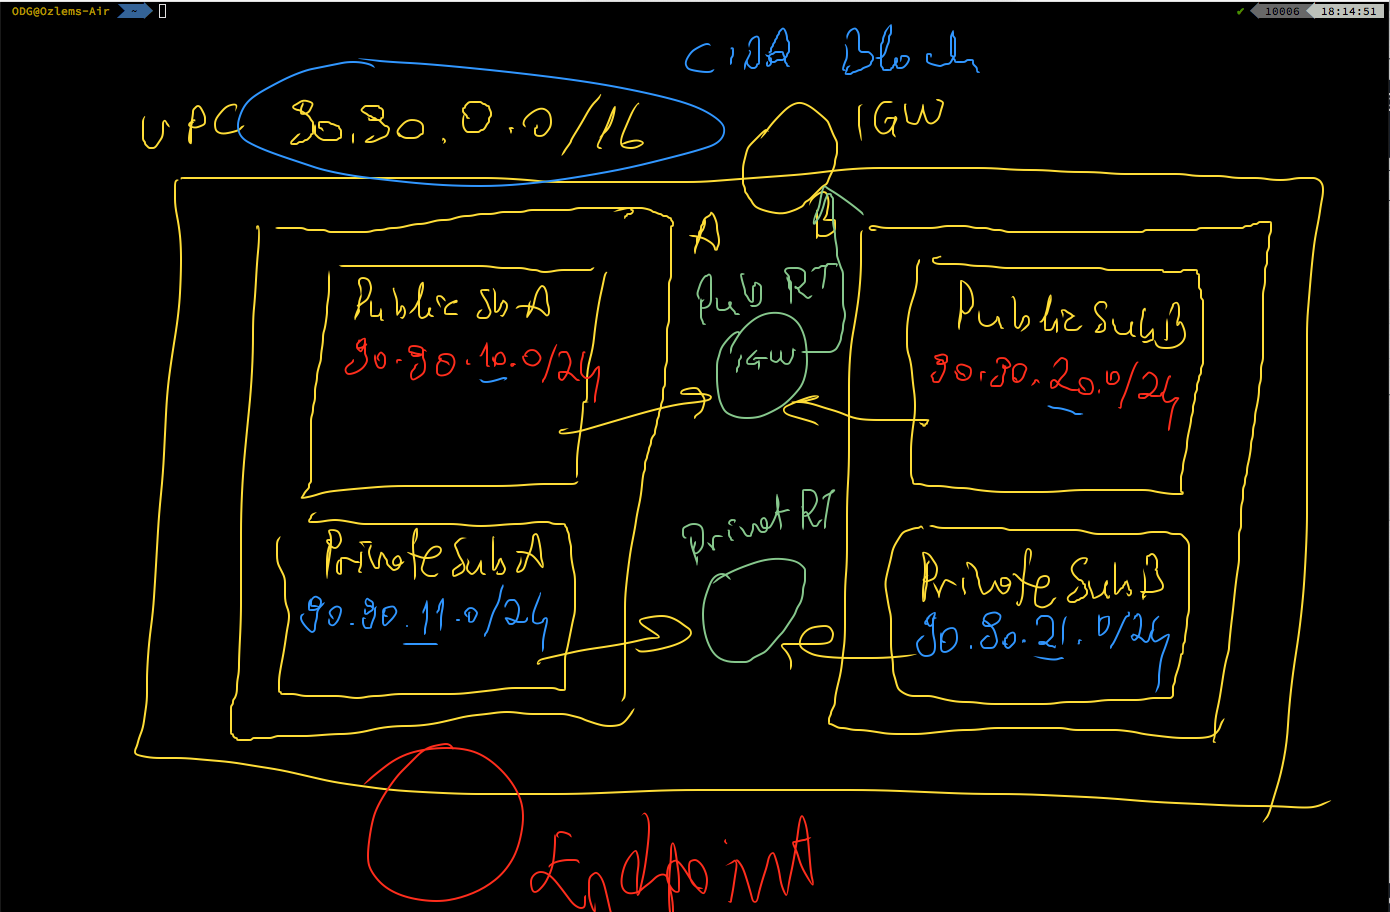 ODG@Ozlems-Air ~
✔ 10006 18:14:51
CIDR Block
VPC 90.90.0.0/16
IGW
A
B
Public Sb A
90.90.10.0/24
Pub RT
IGW
Public Sub B
90.90.20.0/24
Privet RT
Private Sub A
90.90.11.0/24
Private Sub B
90.90.21.0/24
Endpoint